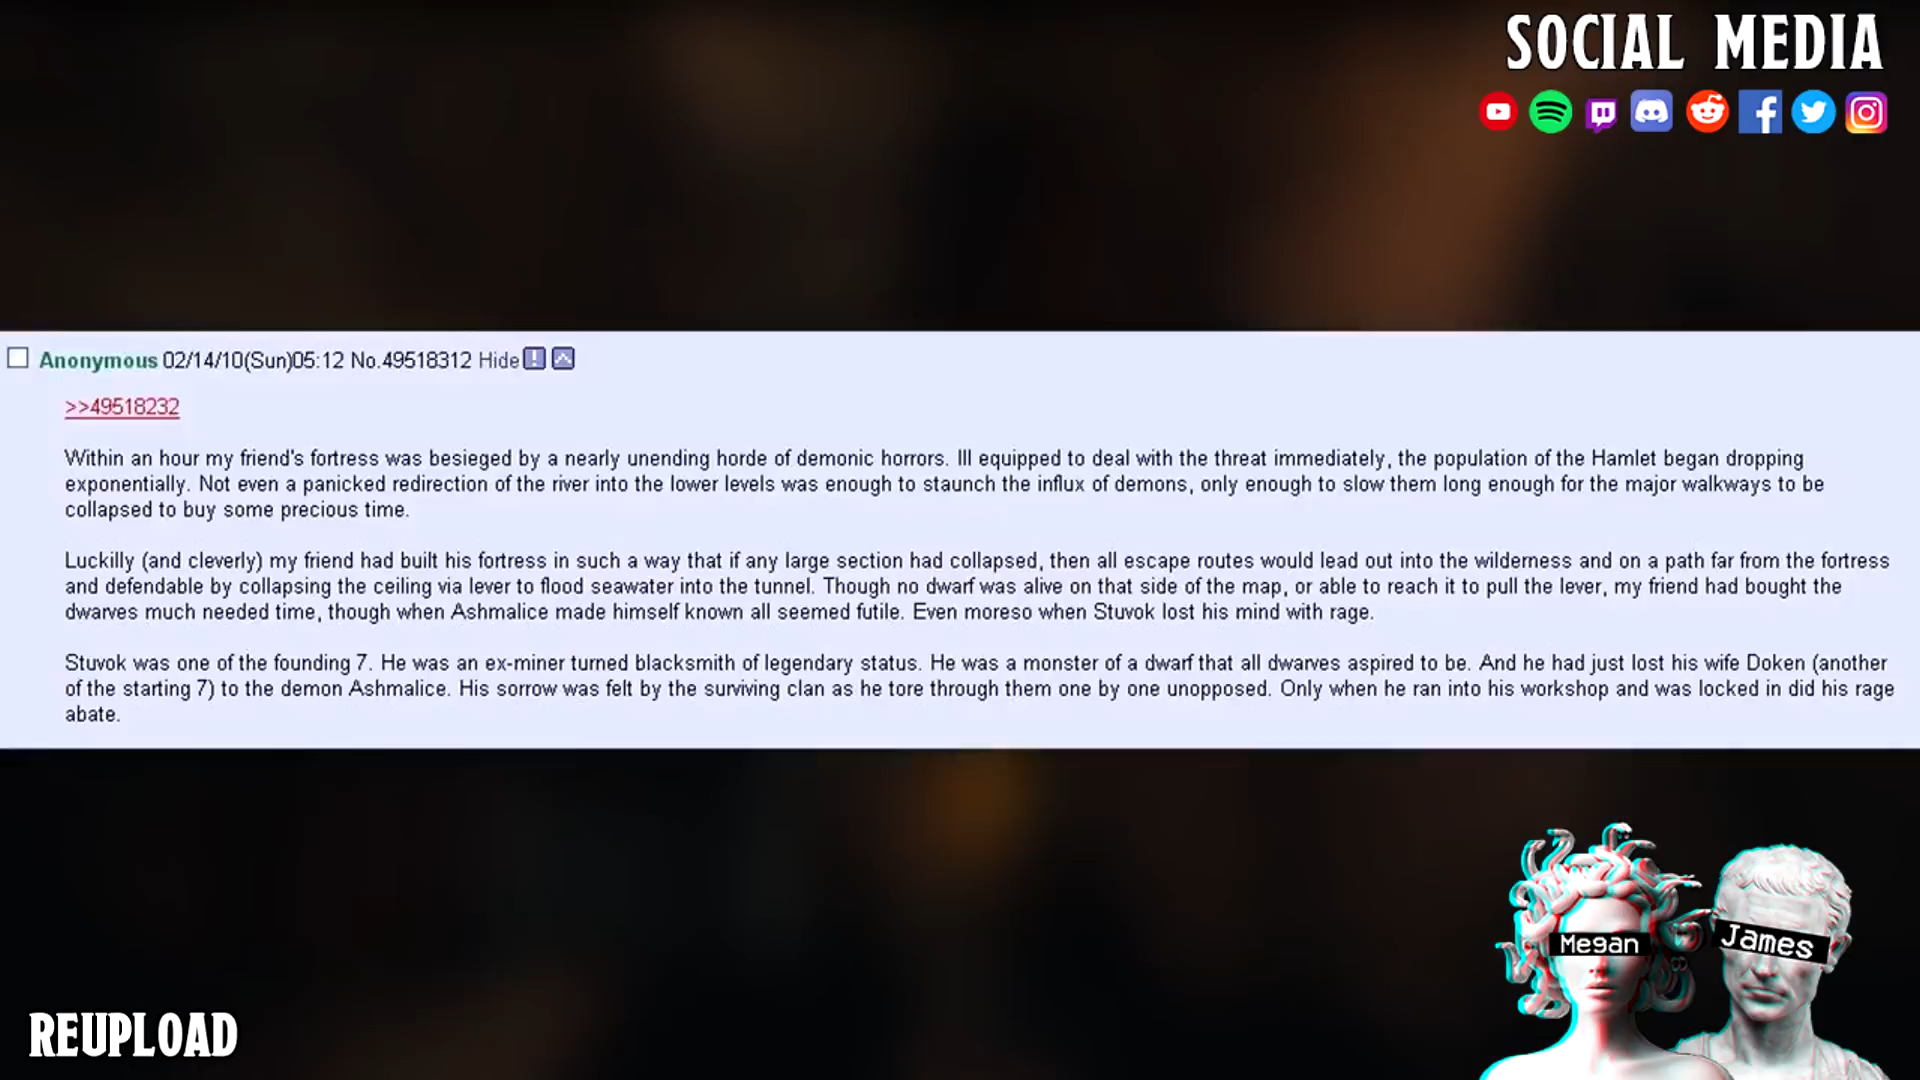 SOCIAL MEDIA
Anonymous 02/14/10(Sun)05:12 No.49518312 Hide
>>49518232
Within an hour my friend's fortress was besieged by a nearly unending horde of demonic horrors. Ill equipped to deal with the threat immediately, the population of the Hamlet began dropping
exponentially. Not even a panicked redirection of the river into the lower levels was enough to staunch the influx of demons, only enough to slow them long enough for the major walkways to be
collapsed to buy some precious time.
Luckilly (and cleverly) my friend had built his fortress in such a way that if any large section had collapsed, then all escape routes would lead out into the wilderness and on a path far from the fortress
and defendable by collapsing the ceiling via lever to flood seawater into the tunnel. Though no dwarf was alive on that side of the map, or able to reach it to pull the lever, my friend had bought the
dwarves much needed time, though when Ashmalice made himself known all seemed futile. Even moreso when Stuvok lost his mind with rage.
Stuvok was one of the founding 7. He was an ex-miner turned blacksmith of legendary status. He was a monster of a dwarf that all dwarves aspired to be. And he had just lost his wife Doken (another
of the starting 7) to the demon Ashmalice. His sorrow was felt by the surviving clan as he tore through them one by one unopposed. Only when he ran into his workshop and was locked in did his rage
abate.
Megan
James
REUPLOAD